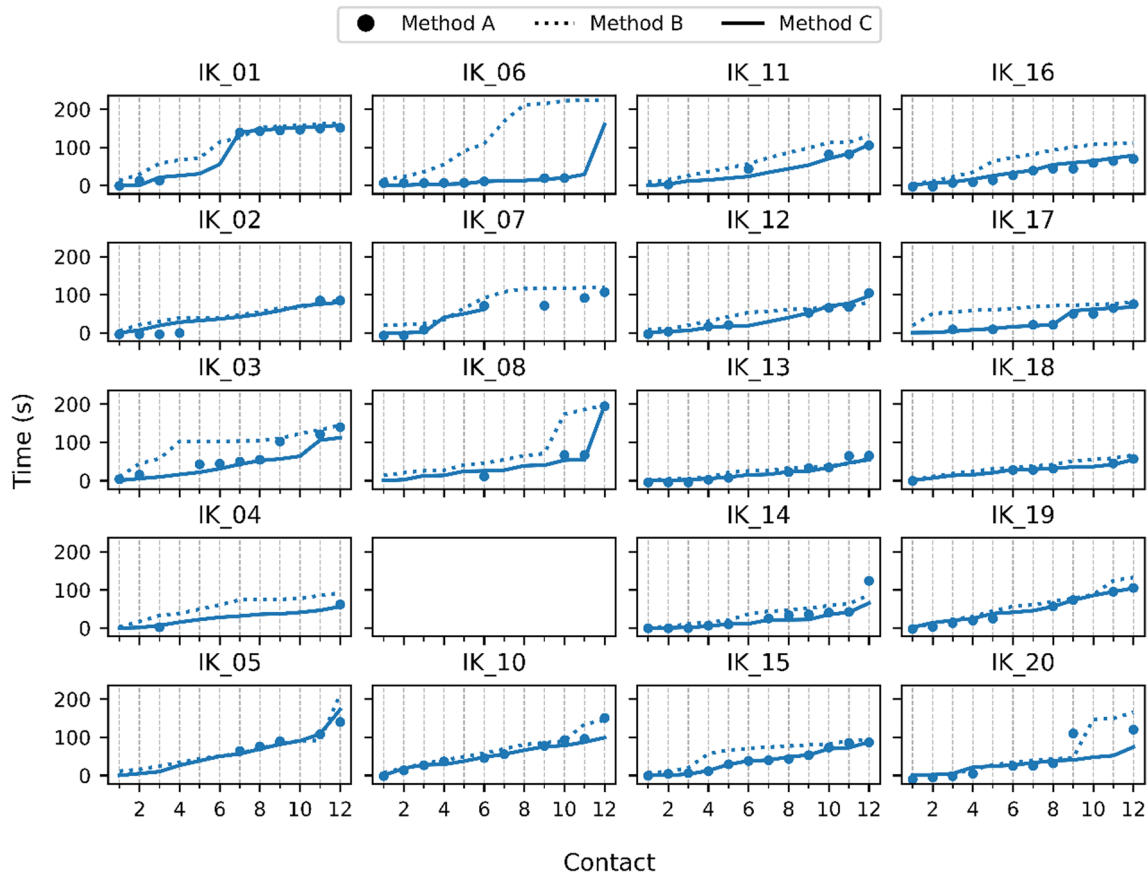 Method A Method B Method C
IK_01 IK_06 IK_11 IK_16
200
100
0
IK_02 IK_07 IK_12 IK_17
200
100
0
IK_03 IK_08 IK_13 IK_18
200
100
0
IK_04 IK_14 IK_19
200
100
0
IK_05 IK_10 IK_15 IK_20
200
100
0
2 4 6 8 10 12 2 4 6 8 10 12 2 4 6 8 10 12 2 4 6 8 10 12
Time (s)
Contact